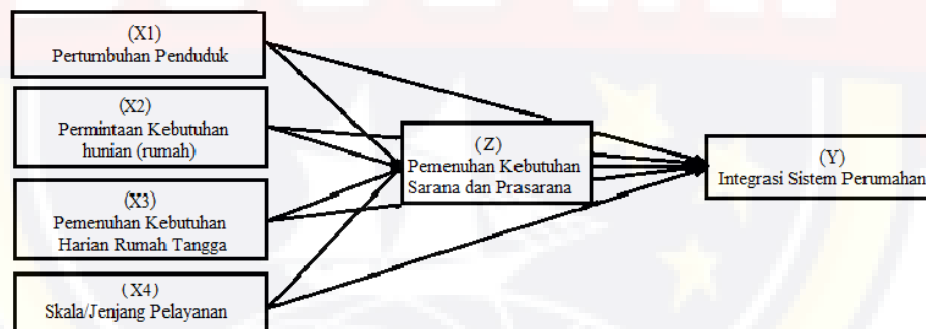 (X1)
Pertumbuhan Penduduk
(X2)
Permintaan Kebutuhan
hunian (rumah)
(X3)
Pemenuhan Kebutuhan
Harian Rumah Tangga
(X4)
Skala/Jenjang Pelayanan
(Z)
Pemenuhan Kebutuhan
Sarana dan Prasarana
(Y)
Integrasi Sistem Perumahan